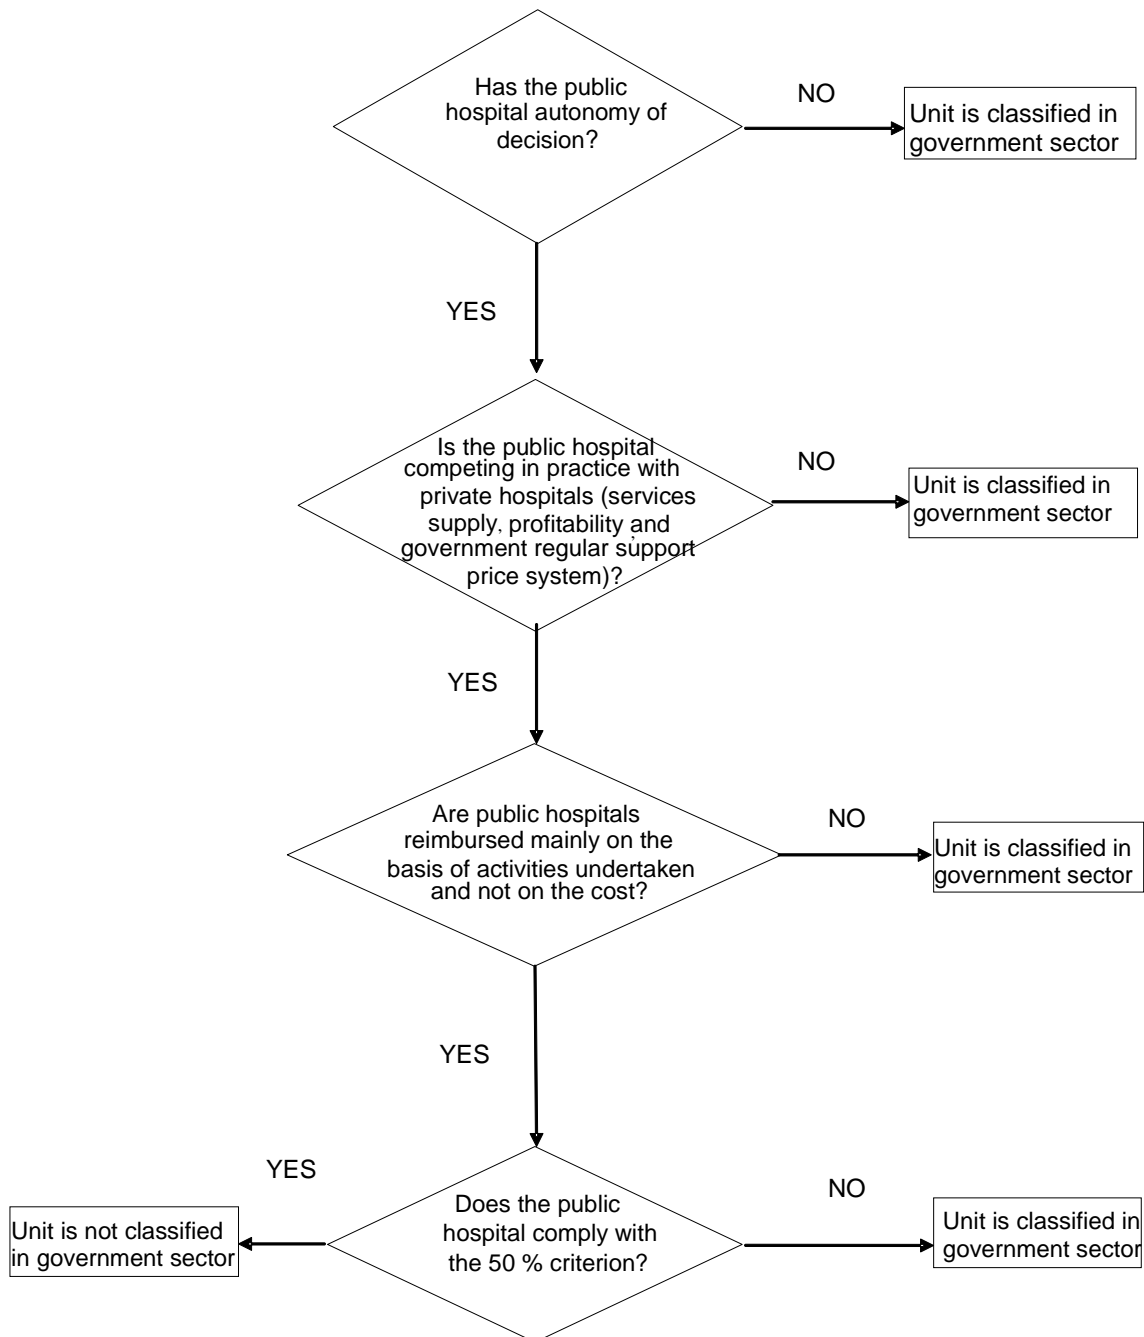 Has the public
hospital autonomy of
decision?
NO
Unit is classified in
government sector
YES
Is the public hospital
competing in practice with
private hospitals (services
supply, profitability and
government regular support
price system)?
NO
Unit is classified in
government sector
YES
Are public hospitals
reimbursed mainly on the
basis of activities undertaken
and not on the cost?
NO
Unit is classified in
government sector
YES
Does the public
hospital comply with
the 50 % criterion?
YES
Unit is not classified
in government sector
NO
Unit is classified in
government sector